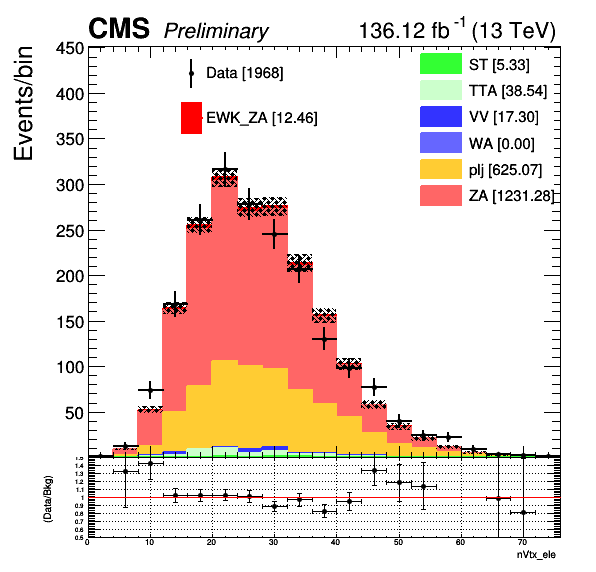 CMS Preliminary 136.12 fb⁻¹ (13 TeV)
Events/bin
450
400
350
300
250
200
150
100
50
Data [1968]
EWK_ZA [12.46]
ST [5.33]
TTA [38.54]
VV [17.30]
WA [0.00]
plj [625.07]
ZA [1231.28]
(Data/Bkg)
1.5
1.4
1.3
1.2
1.1
1
0.9
0.8
0.7
0.6
0.5
0 10 20 30 40 50 60 70
nVtx_ele